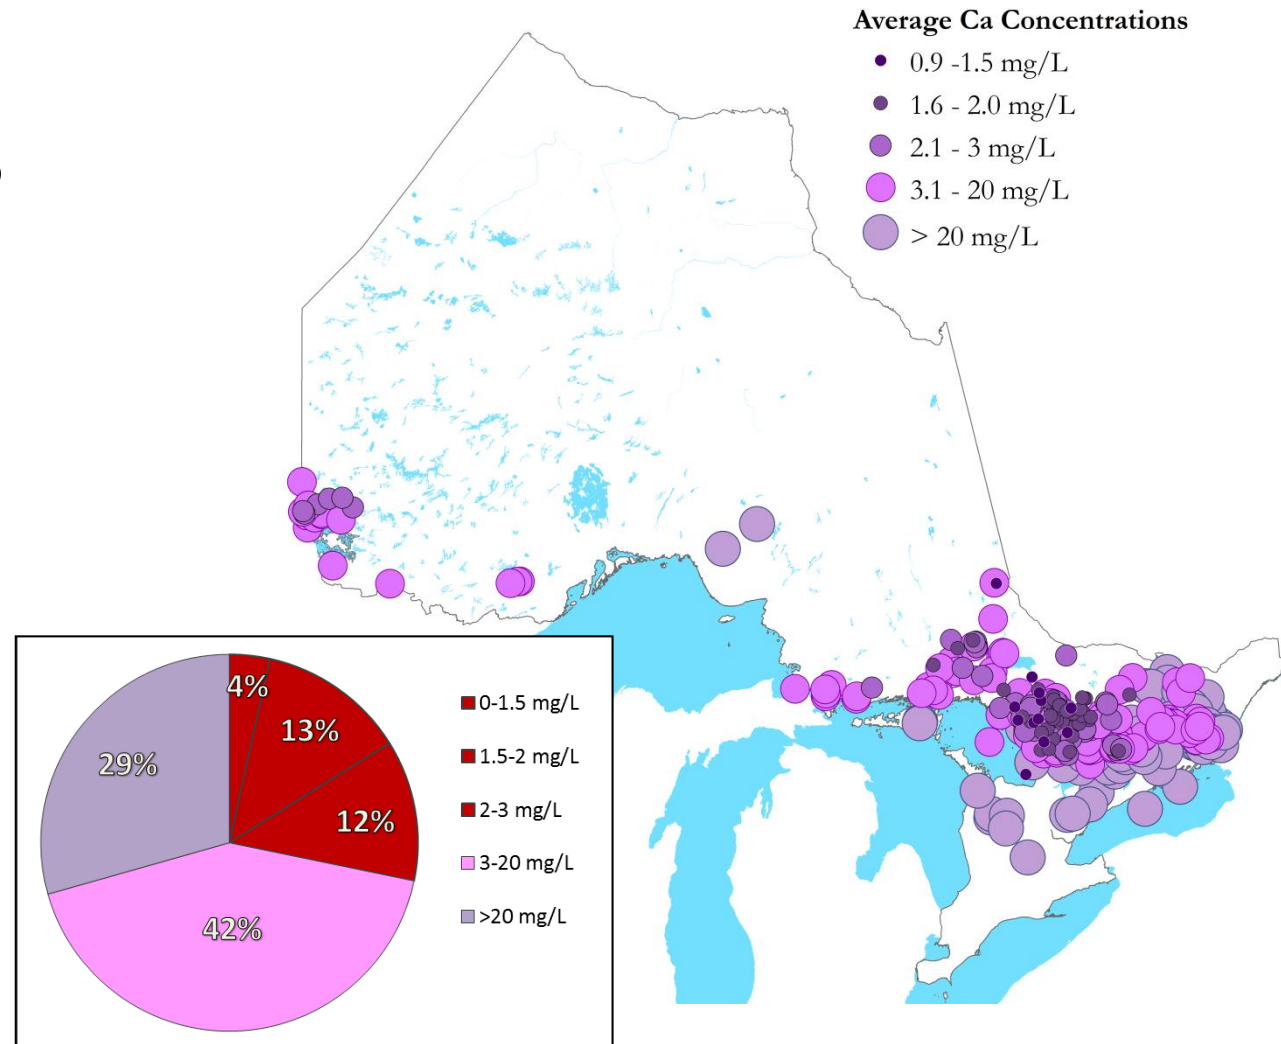 Average Ca Concentrations
0.9 -1.5 mg/L
1.6 - 2.0 mg/L
2.1 - 3 mg/L
3.1 - 20 mg/L
> 20 mg/L
4%
13%
12%
42%
29%
0-1.5 mg/L
1.5-2 mg/L
2-3 mg/L
3-20 mg/L
>20 mg/L